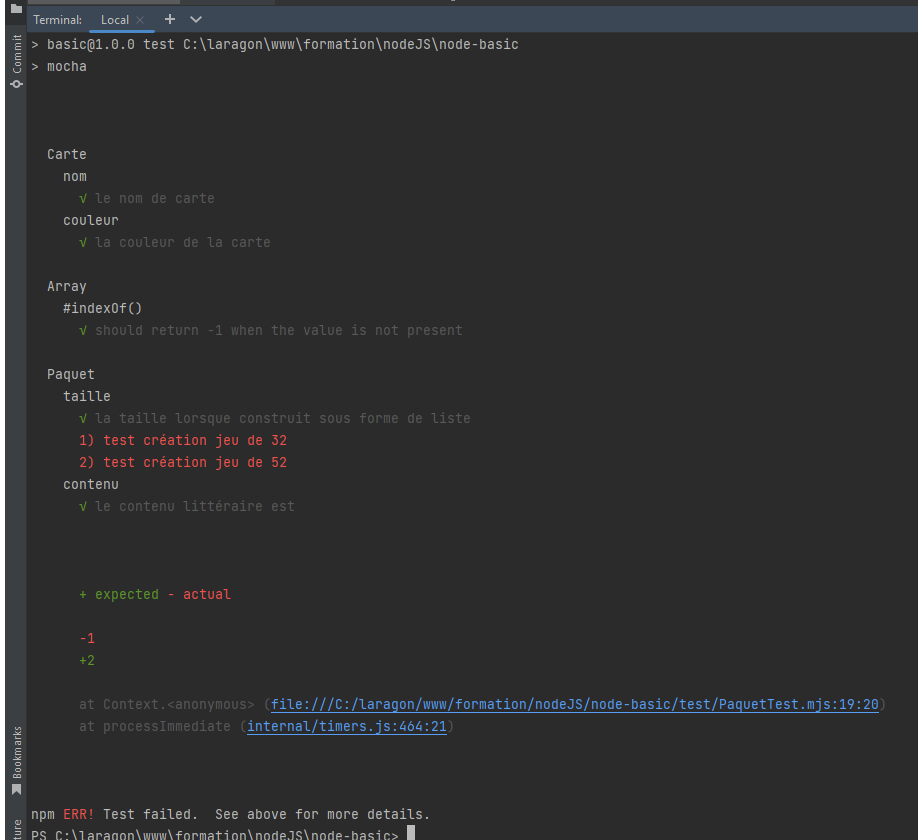 Terminal: Local
Commit
> basic@1.0.0 test C:\laragon\www\formation\nodeJS\node-basic
> mocha
Carte
nom
√ le nom de carte
couleur
√ la couleur de la carte
Array
#indexOf()
√ should return -1 when the value is not present
Paquet
taille
√ la taille lorsque construit sous forme de liste
1) test création jeu de 32
2) test création jeu de 52
contenu
√ le contenu littéraire est
+ expected - actual
-1
+2
at Context.<anonymous> (file:///C:/laragon/www/formation/nodeJS/node-basic/test/PaquetTest.mjs:19:20)
at processImmediate (internal/timers.js:464:21)
Bookmarks
npm ERR! Test failed.  See above for more details.
PS C:\laragon\www\formation\nodeJS\node-basic>